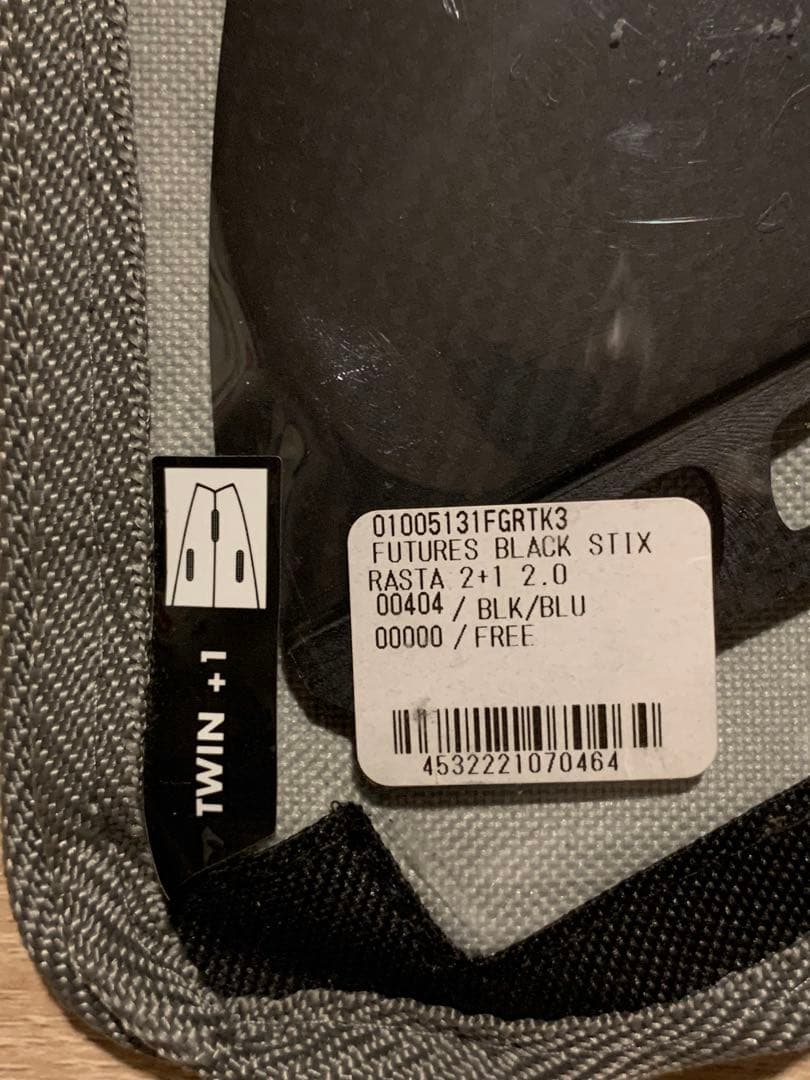 01005131FGRTK3
FUTURES BLACK STIX
RASTA 2+1 2.0
00404 / BLK/BLU
00000 / FREE
4532221070464
TWIN +1